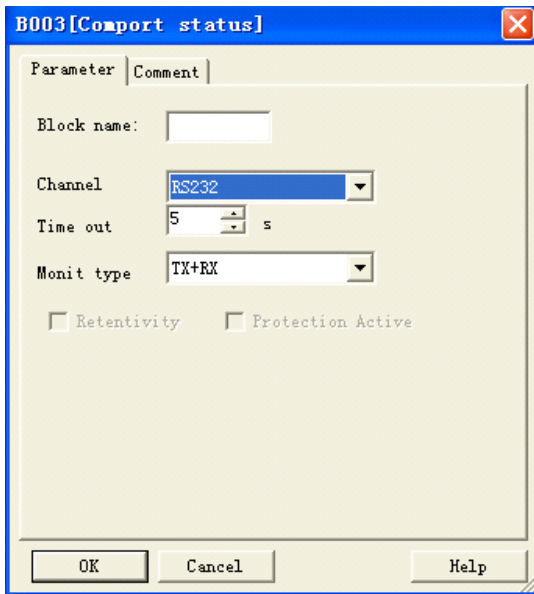 B003[Comport status]
Parameter Comment
Block name:
Channel RS232
Time out 5 s
Monit type TX+RX
Retentivity Protection Active
OK Cancel Help